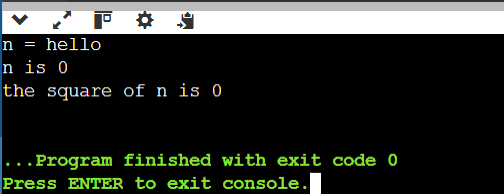 n = hello
n is 0
the square of n is 0
...Program finished with exit code 0
Press ENTER to exit console.